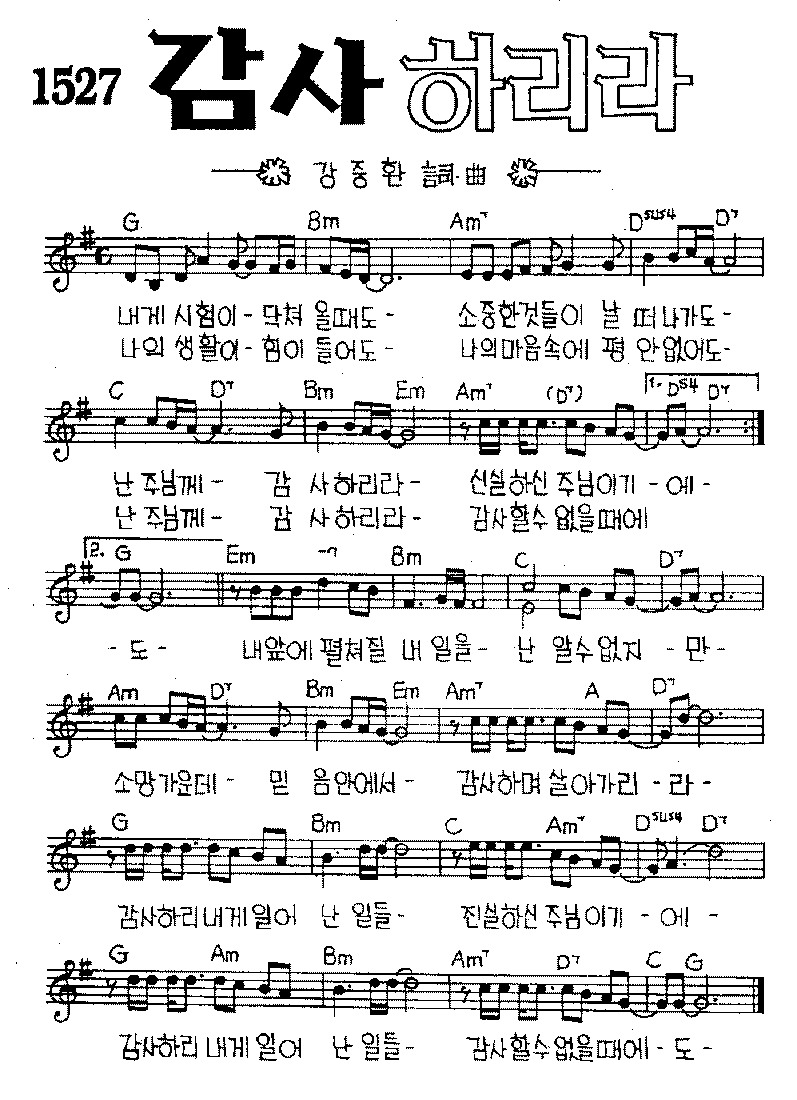 1527 감사하리라
강중환 詞·曲
G Bm Am7 Dsus4 D7
내게 시험이- 닥쳐 올때도- 소중한것들이 날 떠나가도-
나의 생활이- 힘이 들어도- 나의마음속에 평 안없어도-
C D7 Bm Em Am7 (D7) 1. DS4 D7
난 주님께- 감 사하리라- 신실하신 주님이기-에-
난 주님께- 감 사하리라- 감사할수 없을때에
2. G Em -7 Bm C D7
-도- 내앞에 펼쳐질 내 일을- 난 알수없지-만-
Am D7 Bm Em Am7 A D7
소망가운데- 믿 음안에서- 감사하며 살아가리-라-
G Bm C Am7 Dsus4 D7
감사하리 내게 일어 난 일들- 진실하신 주님이기-에-
G Am Bm Am7 D7 C G
감사하리 내게 일어 난 일들- 감사할수 없을때에-도-